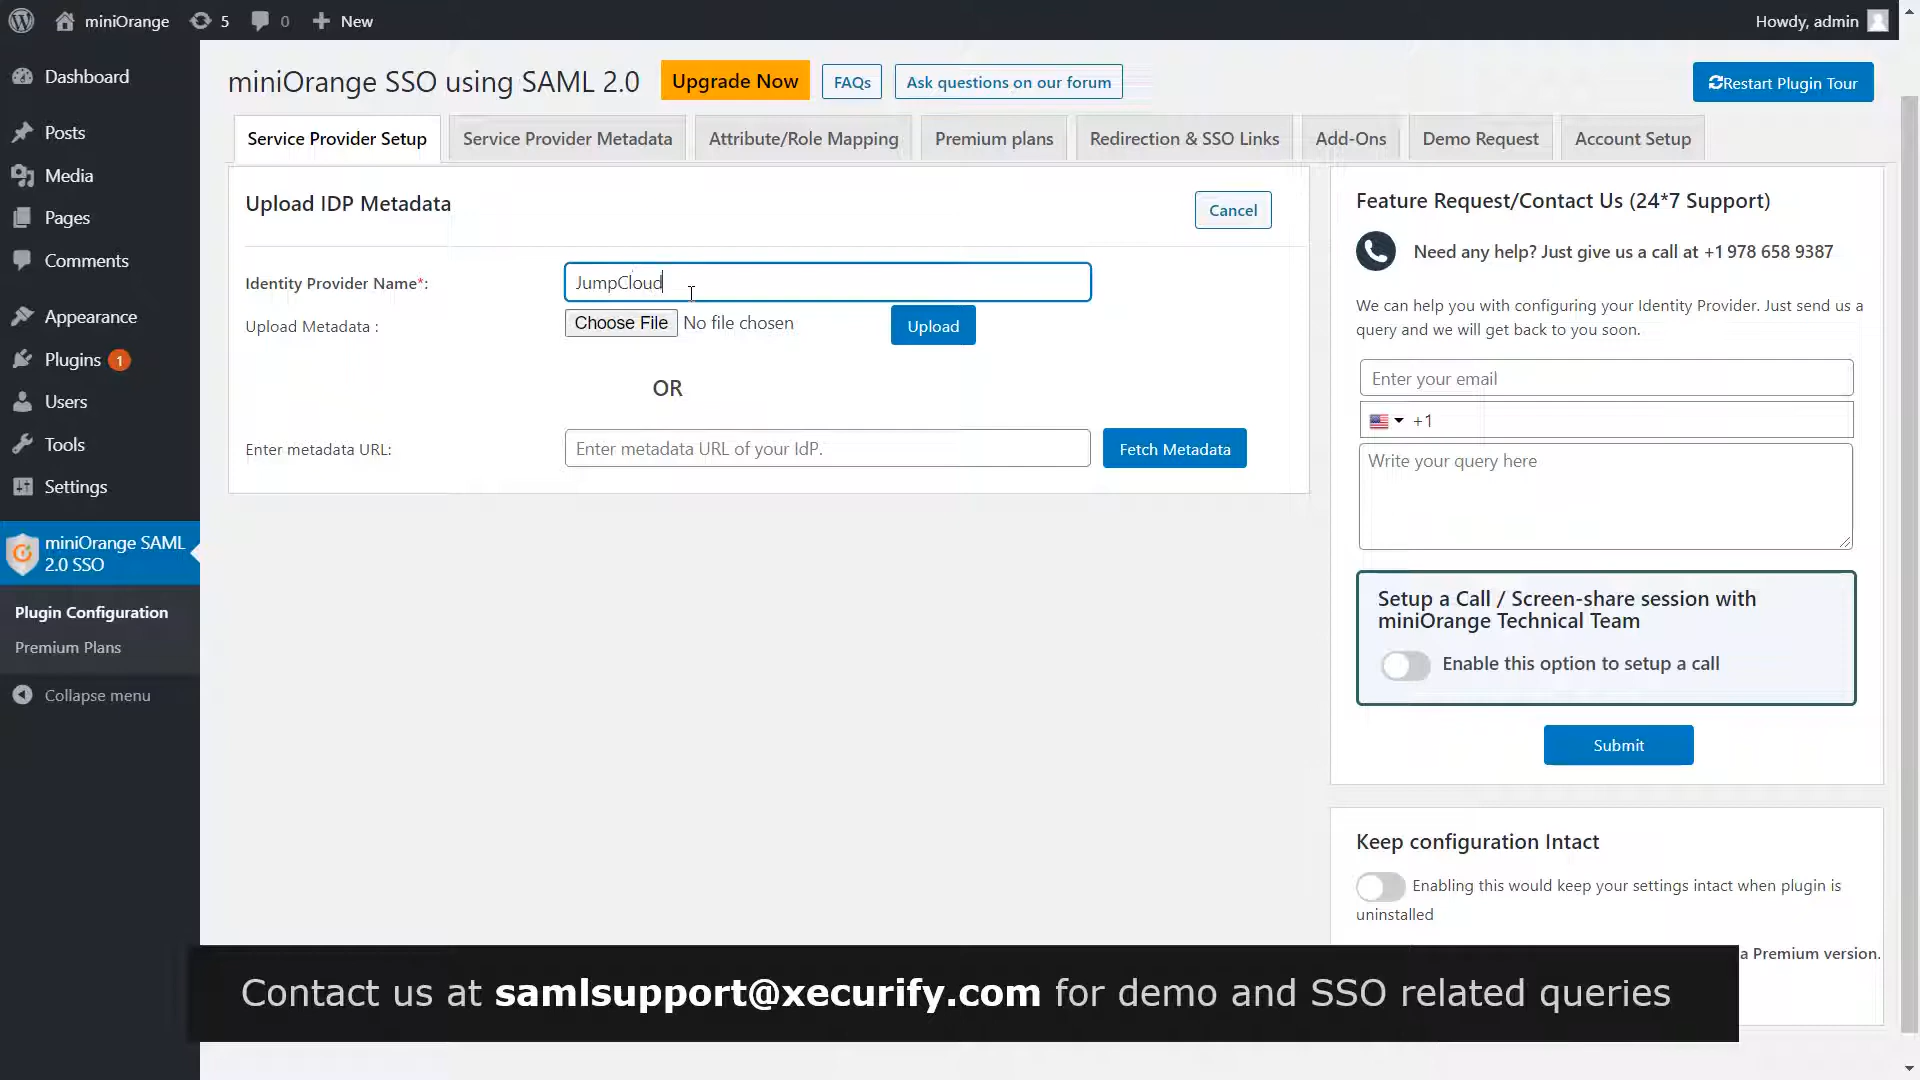 miniOrange 5 0 New Howdy, admin
Dashboard
Posts
Media
Pages
Comments
Appearance
Plugins 1
Users
Tools
Settings
miniOrange SAML
2.0 SSO
Plugin Configuration
Premium Plans
Collapse menu
miniOrange SSO using SAML 2.0 Upgrade Now FAQs Ask questions on our forum Restart Plugin Tour
Service Provider Setup Service Provider Metadata Attribute/Role Mapping Premium plans Redirection & SSO Links Add-Ons Demo Request Account Setup
Upload IDP Metadata Cancel
Identity Provider Name*: JumpCloud
Upload Metadata : Choose File No file chosen Upload
OR
Enter metadata URL: Enter metadata URL of your IdP. Fetch Metadata
Feature Request/Contact Us (24*7 Support)
Need any help? Just give us a call at +1 978 658 9387
We can help you with configuring your Identity Provider. Just send us a
query and we will get back to you soon.
Enter your email
+1
Write your query here
Setup a Call / Screen-share session with
miniOrange Technical Team
Enable this option to setup a call
Submit
Keep configuration Intact
Enabling this would keep your settings intact when plugin is
uninstalled
a Premium version.
Contact us at samlsupport@xecurify.com for demo and SSO related queries